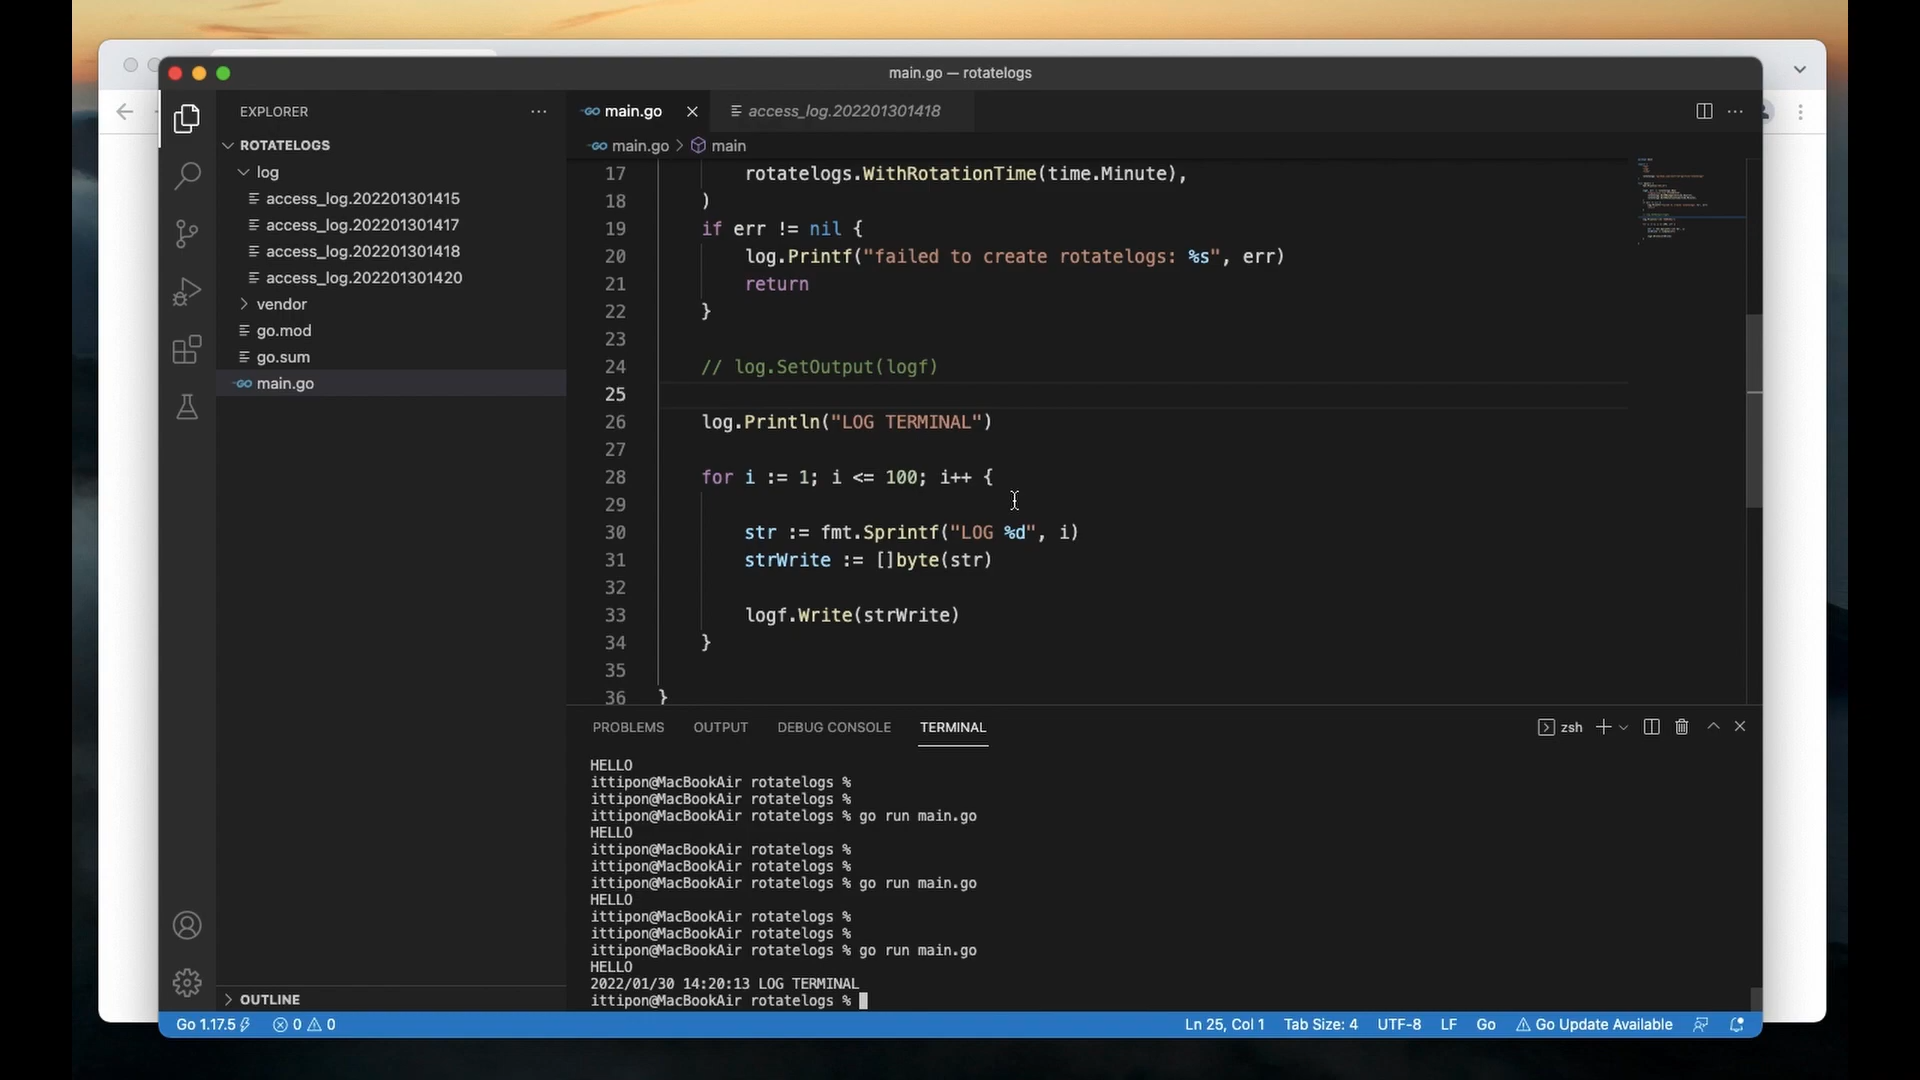 main.go — rotatelogs
EXPLORER
ROTATELOGS
log
access_log.202201301415
access_log.202201301417
access_log.202201301418
access_log.202201301420
vendor
go.mod
go.sum
main.go
OUTLINE
main.go
access_log.202201301418
main.go > main
17 rotatelogs.WithRotationTime(time.Minute),
18 )
19 if err != nil {
20 log.Printf("failed to create rotatelogs: %s", err)
21 return
22 }
23
24 // log.SetOutput(logf)
25
26 log.Println("LOG TERMINAL")
27
28 for i := 1; i <= 100; i++ {
29
30 str := fmt.Sprintf("LOG %d", i)
31 strWrite := []byte(str)
32
33 logf.Write(strWrite)
34 }
35
36 }
PROBLEMS OUTPUT DEBUG CONSOLE TERMINAL
zsh
HELLO
ittipon@MacBookAir rotatelogs %
ittipon@MacBookAir rotatelogs %
ittipon@MacBookAir rotatelogs % go run main.go
HELLO
ittipon@MacBookAir rotatelogs %
ittipon@MacBookAir rotatelogs %
ittipon@MacBookAir rotatelogs % go run main.go
HELLO
ittipon@MacBookAir rotatelogs %
ittipon@MacBookAir rotatelogs %
ittipon@MacBookAir rotatelogs % go run main.go
HELLO
2022/01/30 14:20:13 LOG TERMINAL
ittipon@MacBookAir rotatelogs %
Go 1.17.5 0 0 Ln 25, Col 1 Tab Size: 4 UTF-8 LF Go Go Update Available